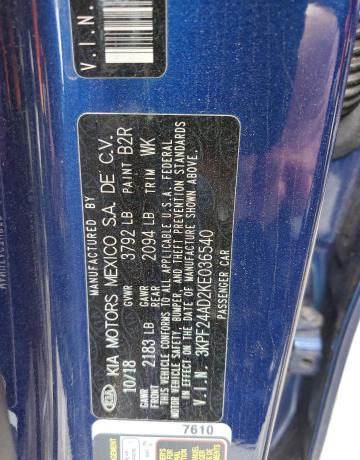 V.I.N.
MANUFACTURED BY
KIA KIA MOTORS MEXICO S.A. DE C.V.
10/18 GVWR 3792 LB PAINT B2R
GAWR FRONT 2183 LB GAWR REAR 2094 LB TRIM WK
THIS VEHICLE CONFORMS TO ALL APPLICABLE U.S.A. FEDERAL
MOTOR VEHICLE SAFETY, BUMPER, AND THEFT PREVENTION STANDARDS
IN EFFECT ON THE DATE OF MANUFACTURE SHOWN ABOVE.
V.I.N. 3KPF24AD2KE036540
PASSENGER CAR
7610